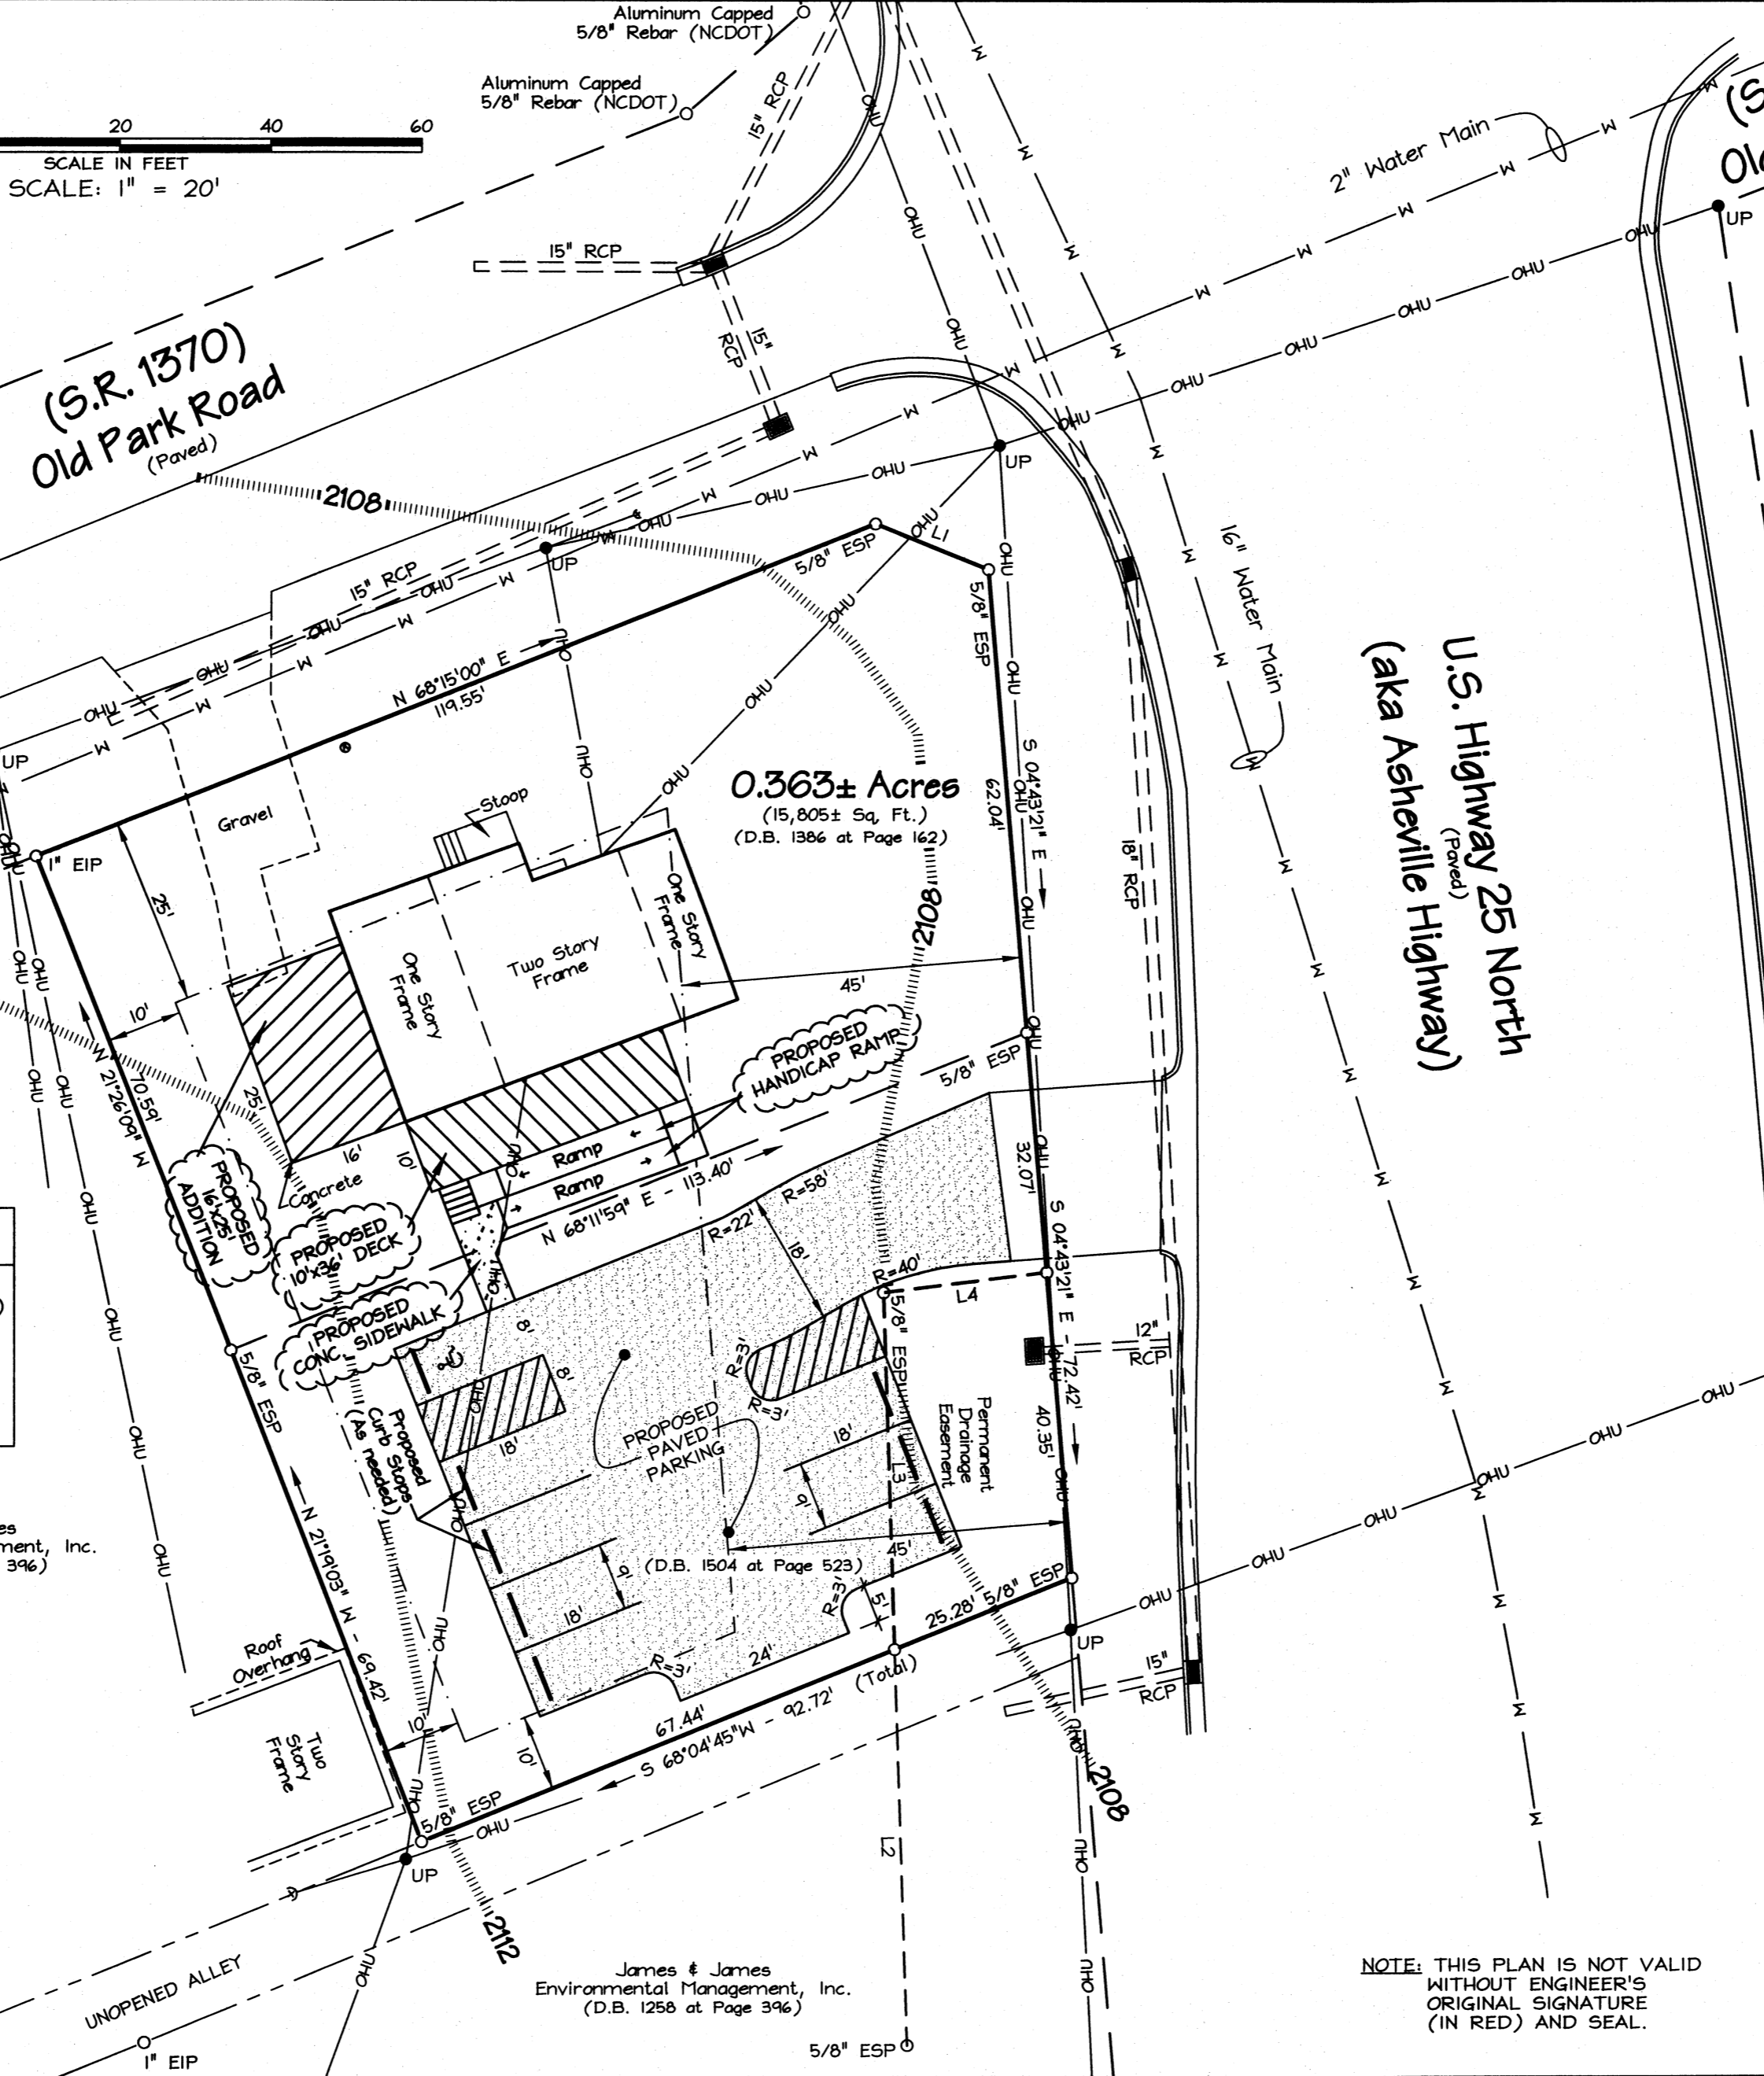 Aluminum Capped
5/8" Rebar (NCDOT)
Aluminum Capped
5/8" Rebar (NCDOT)
20 40 60
SCALE IN FEET
SCALE: 1" = 20'
15" RCP
15" RCP
15"
RCP
2" Water Main
UP
(S.R. 1370)
Old Park Road
(Paved)
2108
15" RCP
UP
UP
5/8" ESP
L1
5/8" ESP
N 68°15'00" E
119.55'
16" Water Main
U.S. Highway 25 North
(Paved)
(aka Asheville Highway)
UP
1" EIP
Gravel
Stoop
0.363± Acres
(15,805± Sq. Ft.)
(D.B. 1386 at Page 162)
S 04°43'21" E
62.04'
18" RCP
25'
10'
One Story
Frame
Two Story
Frame
One Story
Frame
2108
45'
PROPOSED
HANDICAP RAMP
5/8" ESP
N 21°26'09" W
70.59'
25'
16'
10'
Concrete
Ramp
Ramp
N 68°11'59" E - 113.40'
PROPOSED
16'x25'
ADDITION
PROPOSED
10'x36' DECK
PROPOSED
CONC. SIDEWALK
R=58'
R=22'
18'
R=40'
L4
32.07'
S 04°43'21" E - 72.42'
5/8" ESP
12"
RCP
8'
8'
18'
R=3'
R=3'
PROPOSED
PAVED
PARKING
Proposed
Curb Stops
(As needed)
Permanent
Drainage
Easement
40.35'
18'
9'
L3
45'
(D.B. 1504 at Page 523)
9'
18'
R=3'
5'
24'
R=3'
5/8" ESP
N 21°19'03" W - 69.42'
25.28'
5/8" ESP
UP
15"
RCP
Roof
Overhang
Two
Story
Frame
10'
10'
67.44'
(Total)
S 68°04'45"W - 92.72'
5/8" ESP
UP
2108
2112
L2
UNOPENED ALLEY
1" EIP
James & James
Environmental Management, Inc.
(D.B. 1258 at Page 396)
5/8" ESP
ment, Inc.
396)
NOTE: THIS PLAN IS NOT VALID
WITHOUT ENGINEER'S
ORIGINAL SIGNATURE
(IN RED) AND SEAL.